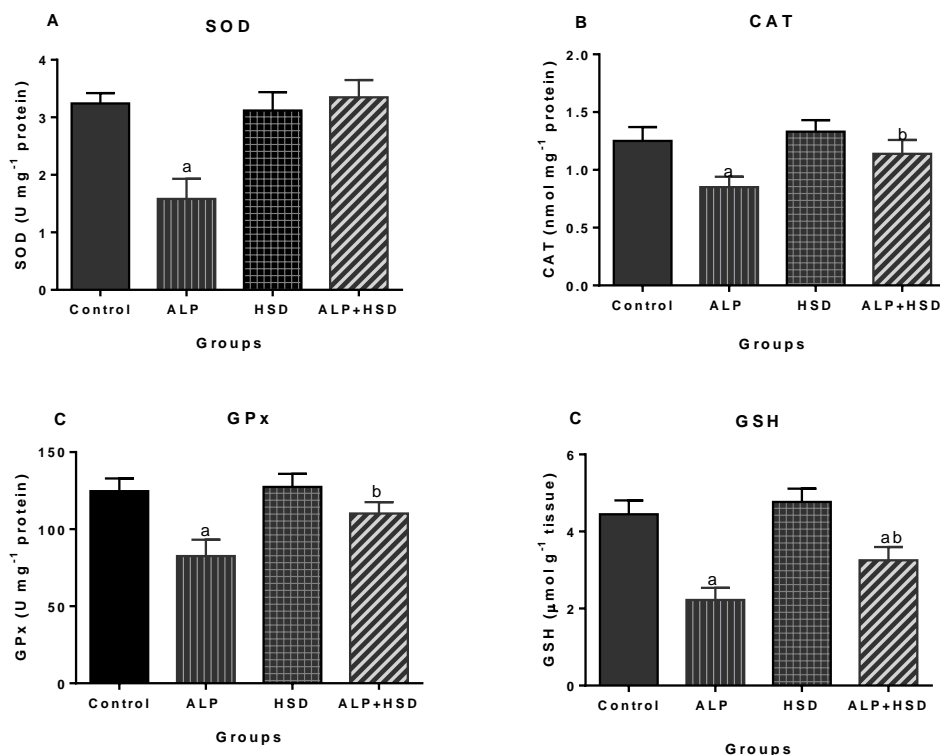 A
SOD
SOD (U mg⁻¹ protein)
4
3
2
1
0
a
Control ALP HSD ALP+HSD
Groups
B
CAT
CAT (nmol mg⁻¹ protein)
2.0
1.5
1.0
0.5
0.0
a
b
Control ALP HSD ALP+HSD
Groups
C
GPx
GPx (U mg⁻¹ protein)
150
100
50
0
a
b
Control ALP HSD ALP+HSD
Groups
C
GSH
GSH (μmol g⁻¹ tissue)
6
4
2
0
a
ab
Control ALP HSD ALP+HSD
Groups